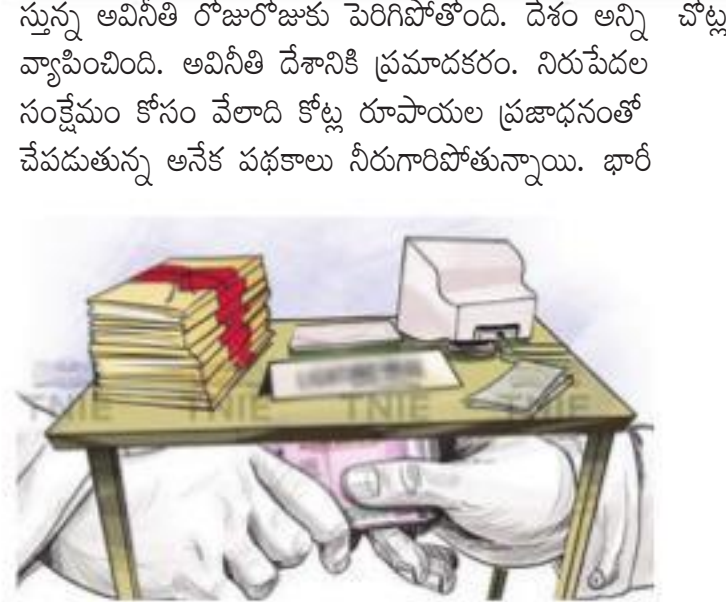 స్తున్న అవినీతి రోజురోజుకు పెరిగిపోతోంది. దేశం అన్ని చోట్ల
వ్యాపించింది. అవినీతి దేశానికి ప్రమాదకరం. నిరుపేదల
సంక్షేమం కోసం వేలాది కోట్ల రూపాయల ప్రజాధనంతో
చేపడుతున్న అనేక పథకాలు నీరుగారిపోతున్నాయి. భారీ
TNIE TNIE TNIE TNIE